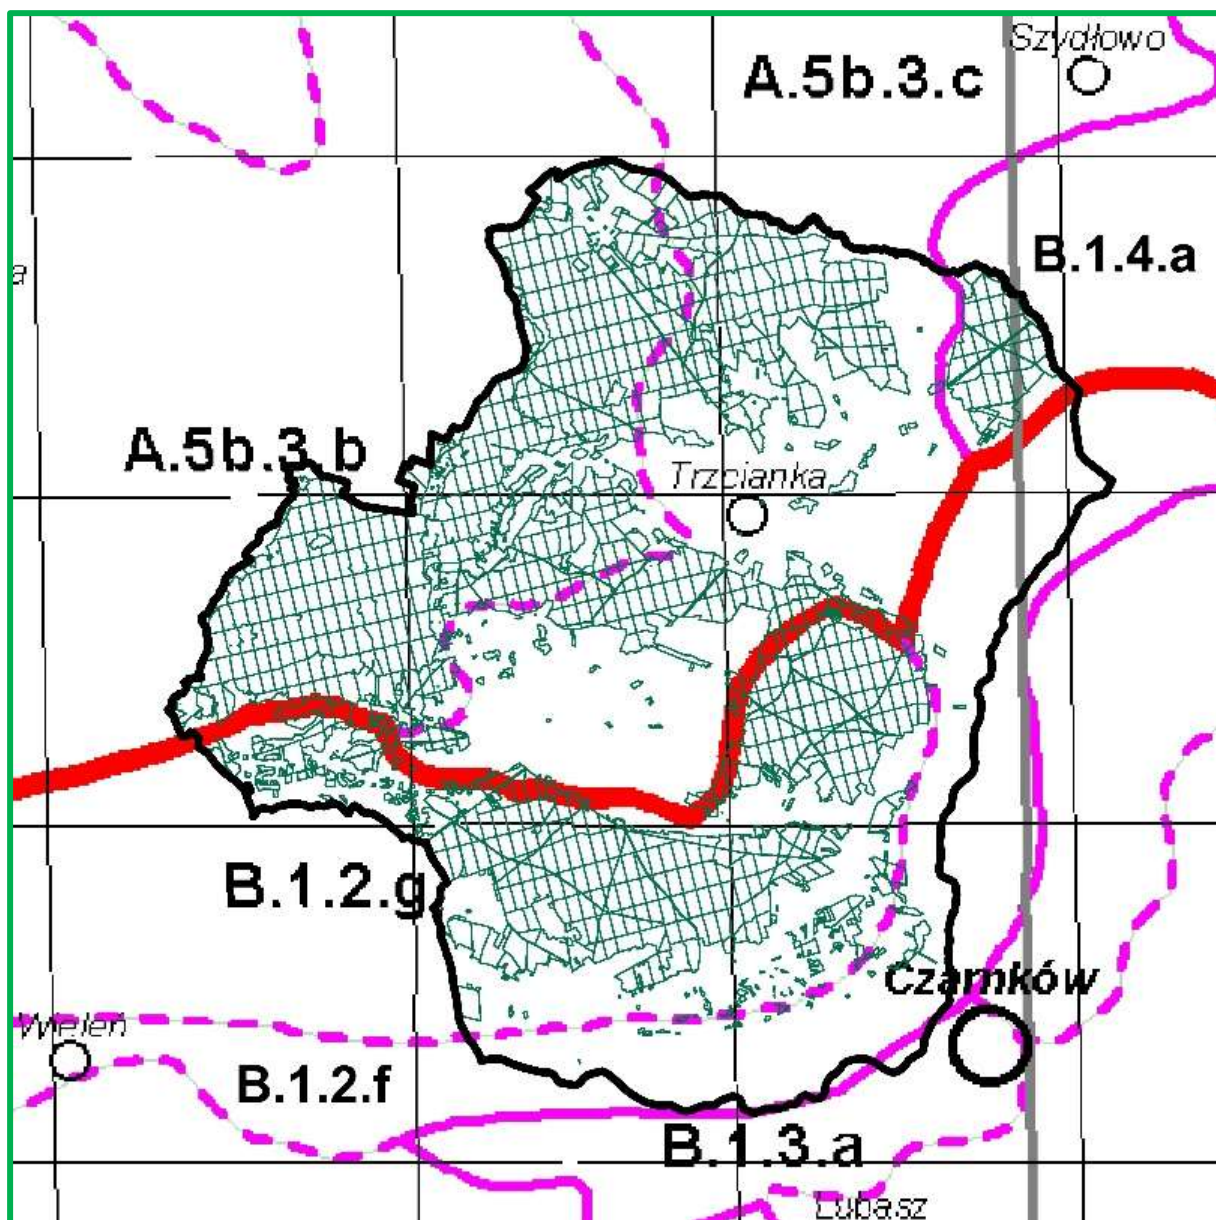 Szydłowo
A.5b.3.c
B.1.4.a
a
A.5b.3.b
Trzcianka
B.1.2.g
Czarnków
Wieleń
B.1.2.f
B.1.3.a
Lubasz